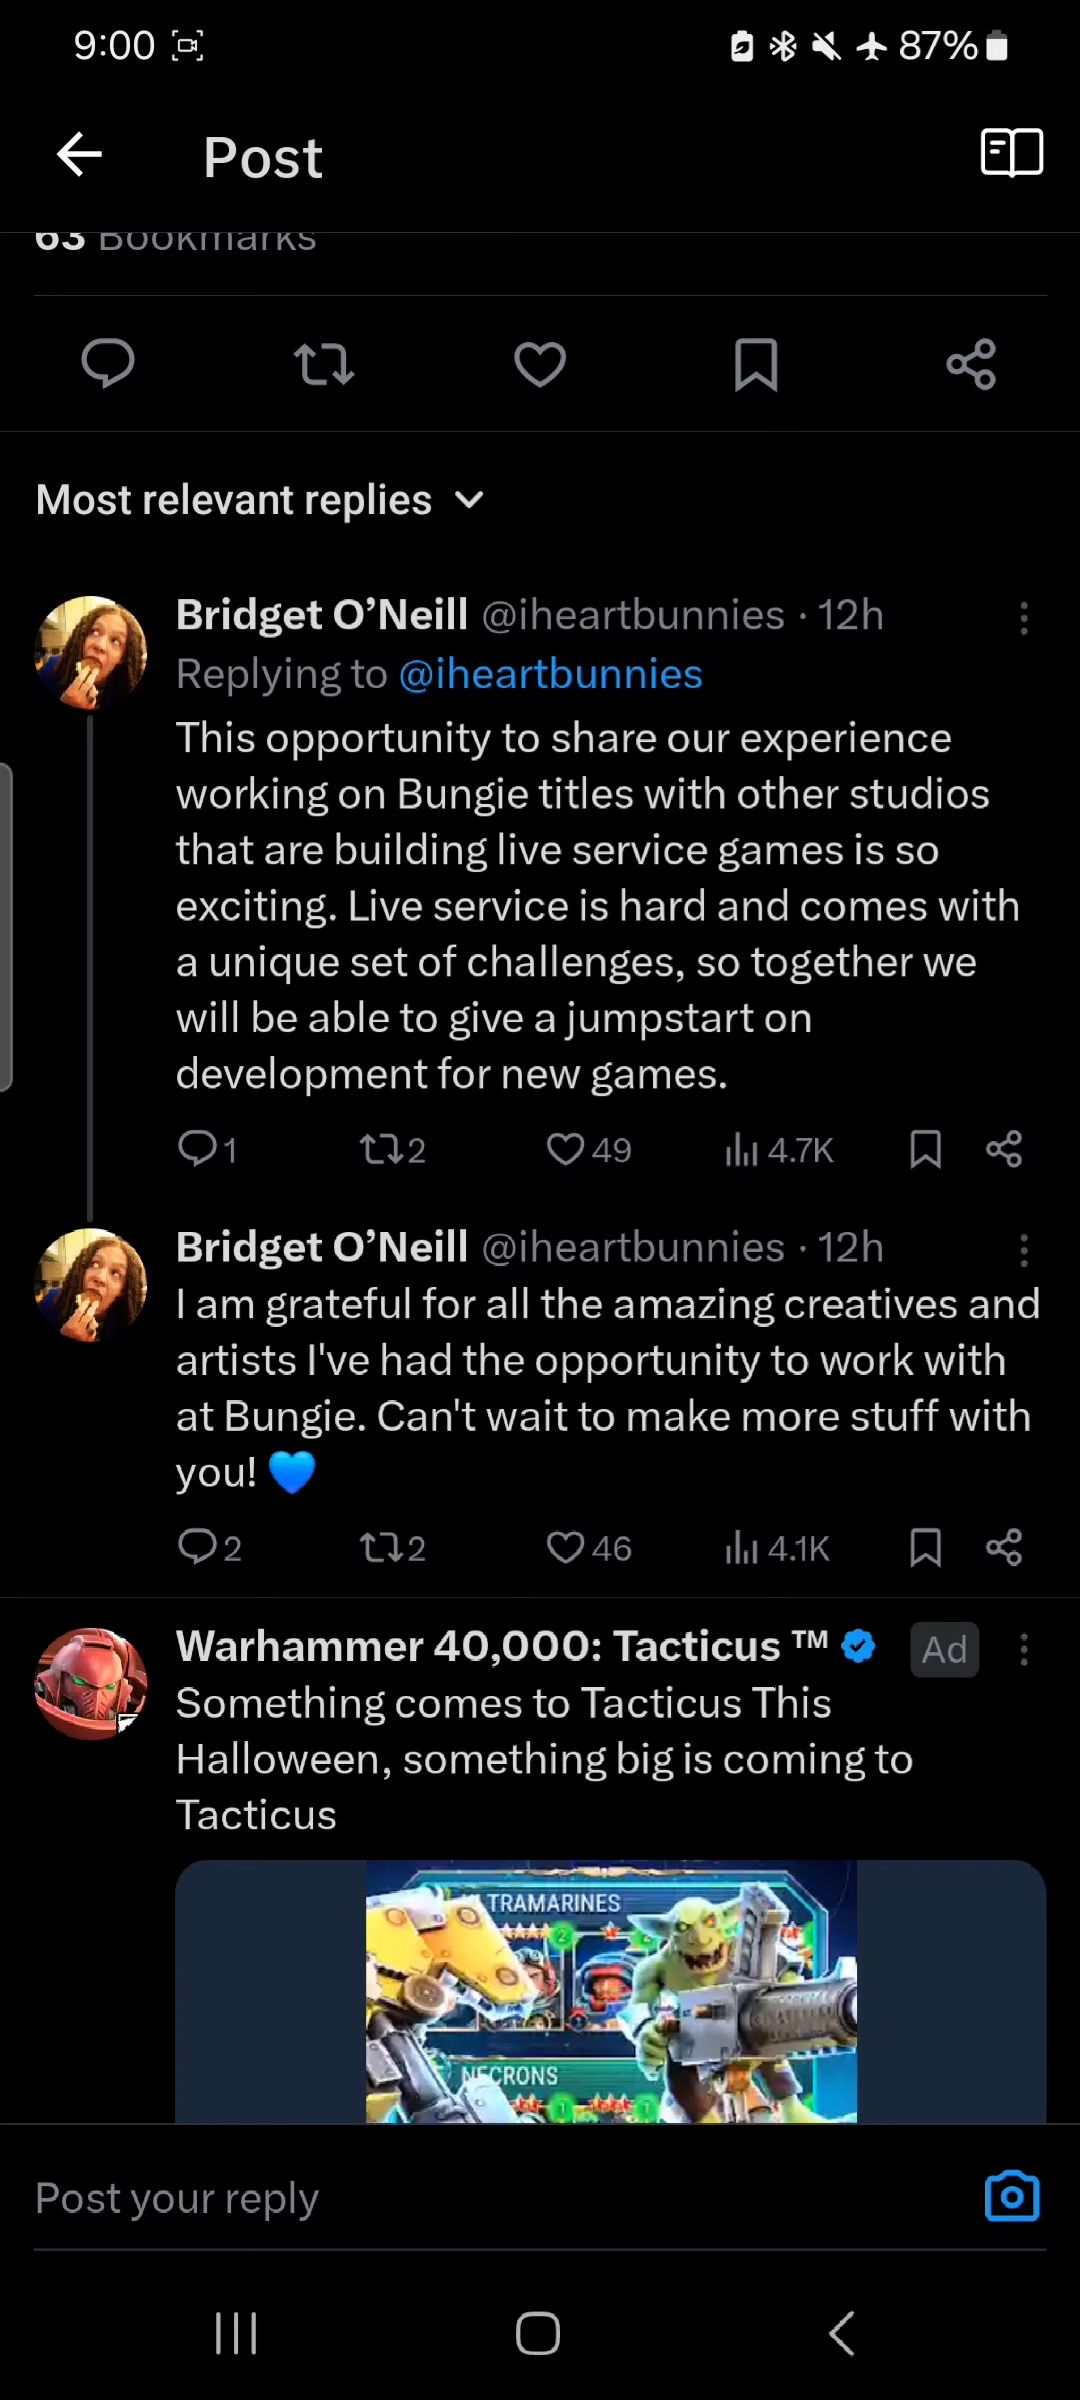 9:00
87%
Post
63 Bookmarks
Most relevant replies
Bridget O’Neill @iheartbunnies · 12h
Replying to @iheartbunnies
This opportunity to share our experience
working on Bungie titles with other studios
that are building live service games is so
exciting. Live service is hard and comes with
a unique set of challenges, so together we
will be able to give a jumpstart on
development for new games.
1 2 49 4.7K
Bridget O’Neill @iheartbunnies · 12h
I am grateful for all the amazing creatives and
artists I've had the opportunity to work with
at Bungie. Can't wait to make more stuff with
you! 💙
2 2 46 4.1K
Warhammer 40,000: Tacticus ™ Ad
Something comes to Tacticus This
Halloween, something big is coming to
Tacticus
NECRONS
Post your reply